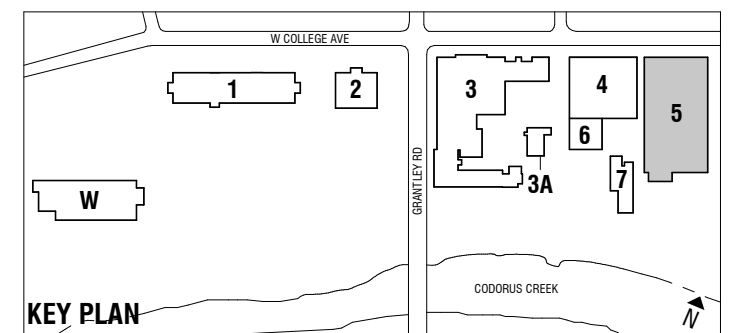 W COLLEGE AVE
1
2
3
4
5
6
3A
7
W
GRANTLEY RD
CODORUS CREEK
KEY PLAN
N